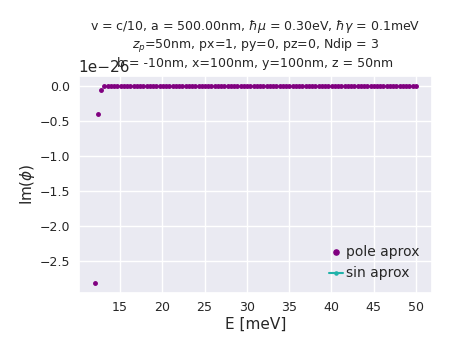 v = c/10, a = 500.00nm, ℏμ = 0.30eV, ℏγ = 0.1meV
zₚ=50nm, px=1, py=0, pz=0, Ndip = 3
= -10nm, x=100nm, y=100nm, z = 50nm
1e−26
0.0
−0.5
−1.0
−1.5
−2.0
−2.5
Im(ϕ)
pole aprox
sin aprox
15 20 25 30 35 40 45 50
E [meV]